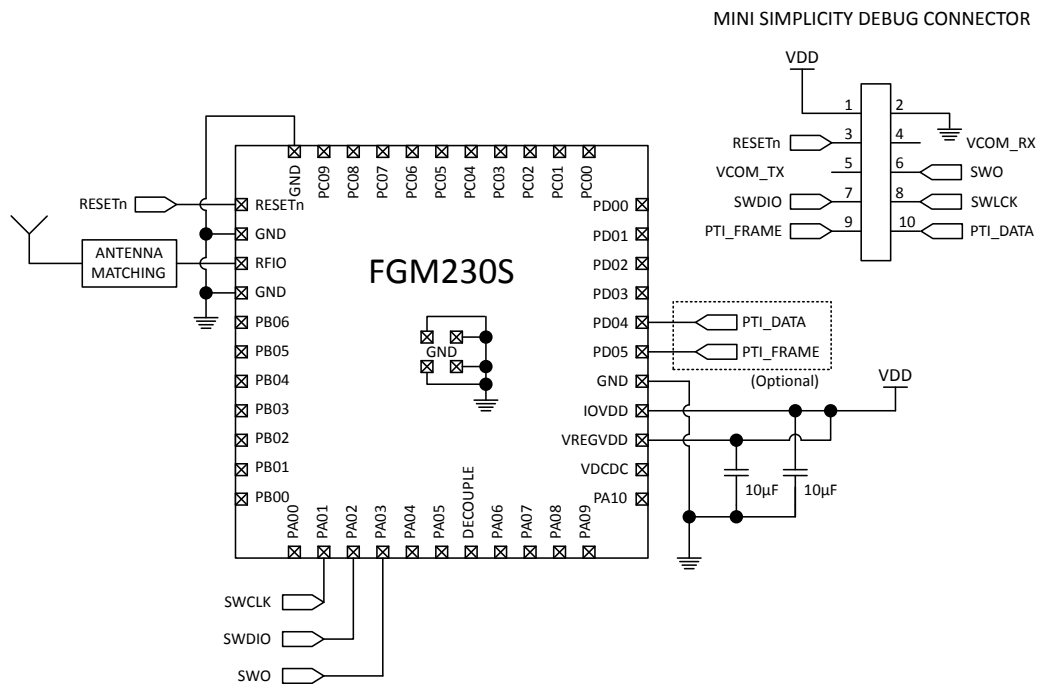 MINI SIMPLICITY DEBUG CONNECTOR
VDD
1 2
RESETn 3 4 VCOM_RX
VCOM_TX 5 6 SWO
SWDIO 7 8 SWLCK
PTI_FRAME 9 10 PTI_DATA
GND PC09 PC08 PC07 PC06 PC05 PC04 PC03 PC02 PC01 PC00
RESETn
ANTENNA
MATCHING
RESETn
GND
RFIO
GND
PB06
PB05
PB04
PB03
PB02
PB01
PB00
FGM230S
GND
PD00
PD01
PD02
PD03
PD04
PD05
GND
IOVDD
VREGVDD
VDCDC
PA10
PTI_DATA
PTI_FRAME
(Optional)
VDD
10µF 10µF
PA00 PA01 PA02 PA03 PA04 PA05 DECOUPLE PA06 PA07 PA08 PA09
SWCLK
SWDIO
SWO